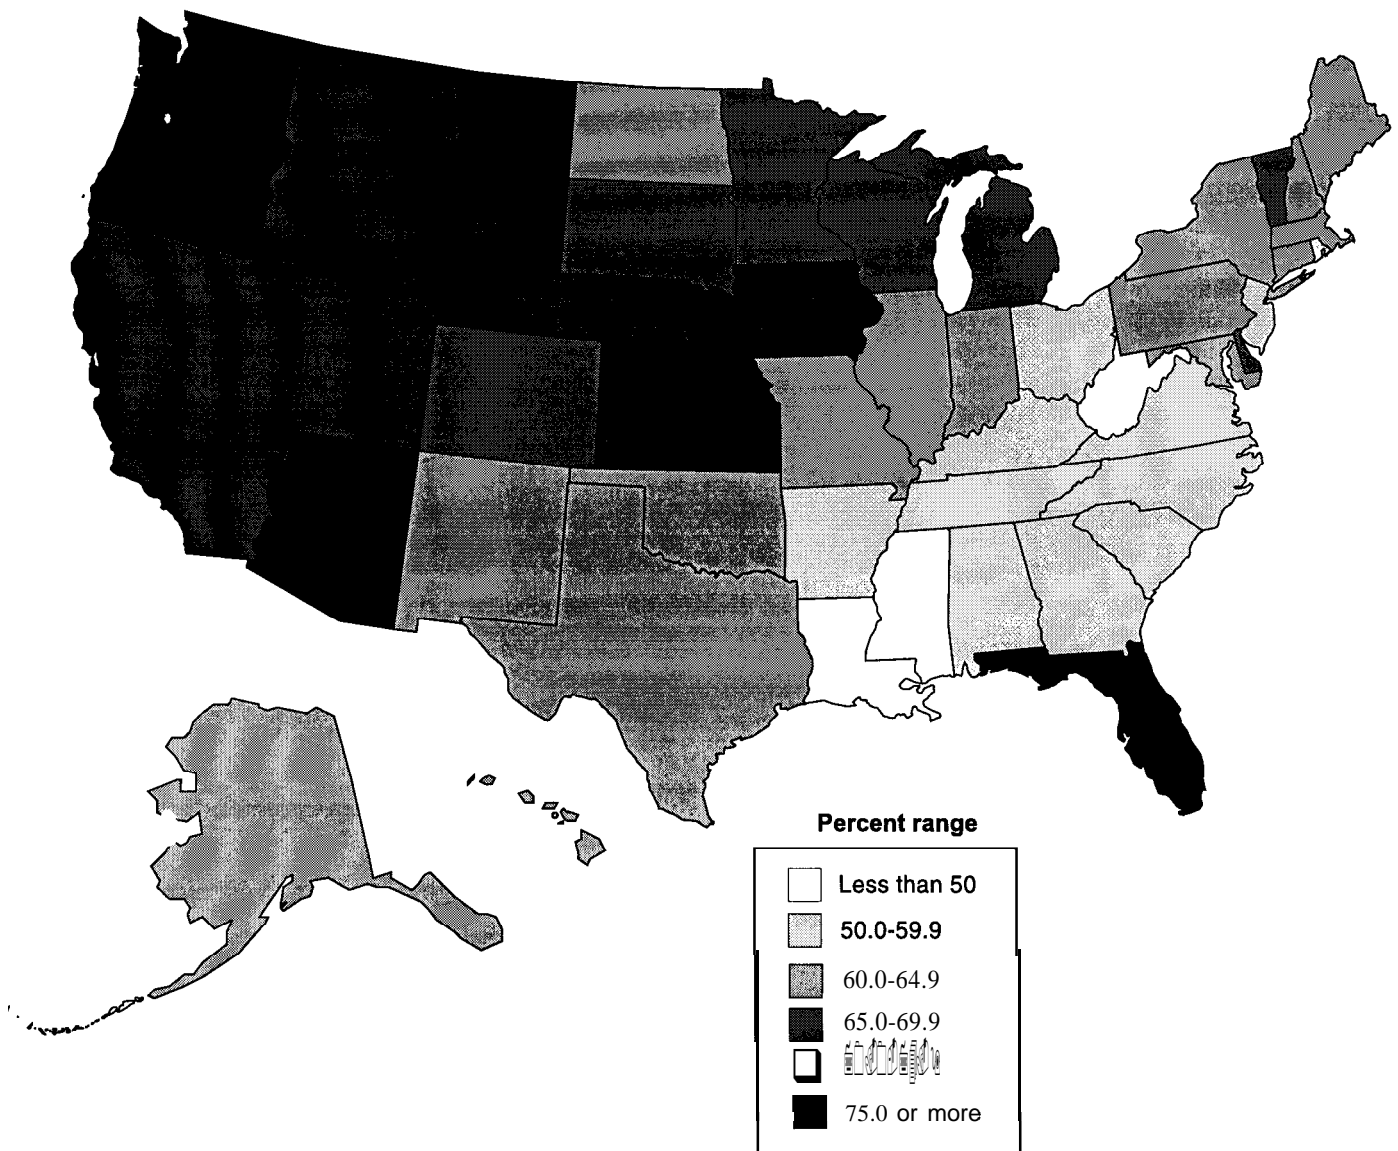 Percent range
Less than 50
50.0-59.9
60.0-64.9
65.0-69.9
75.0 or more